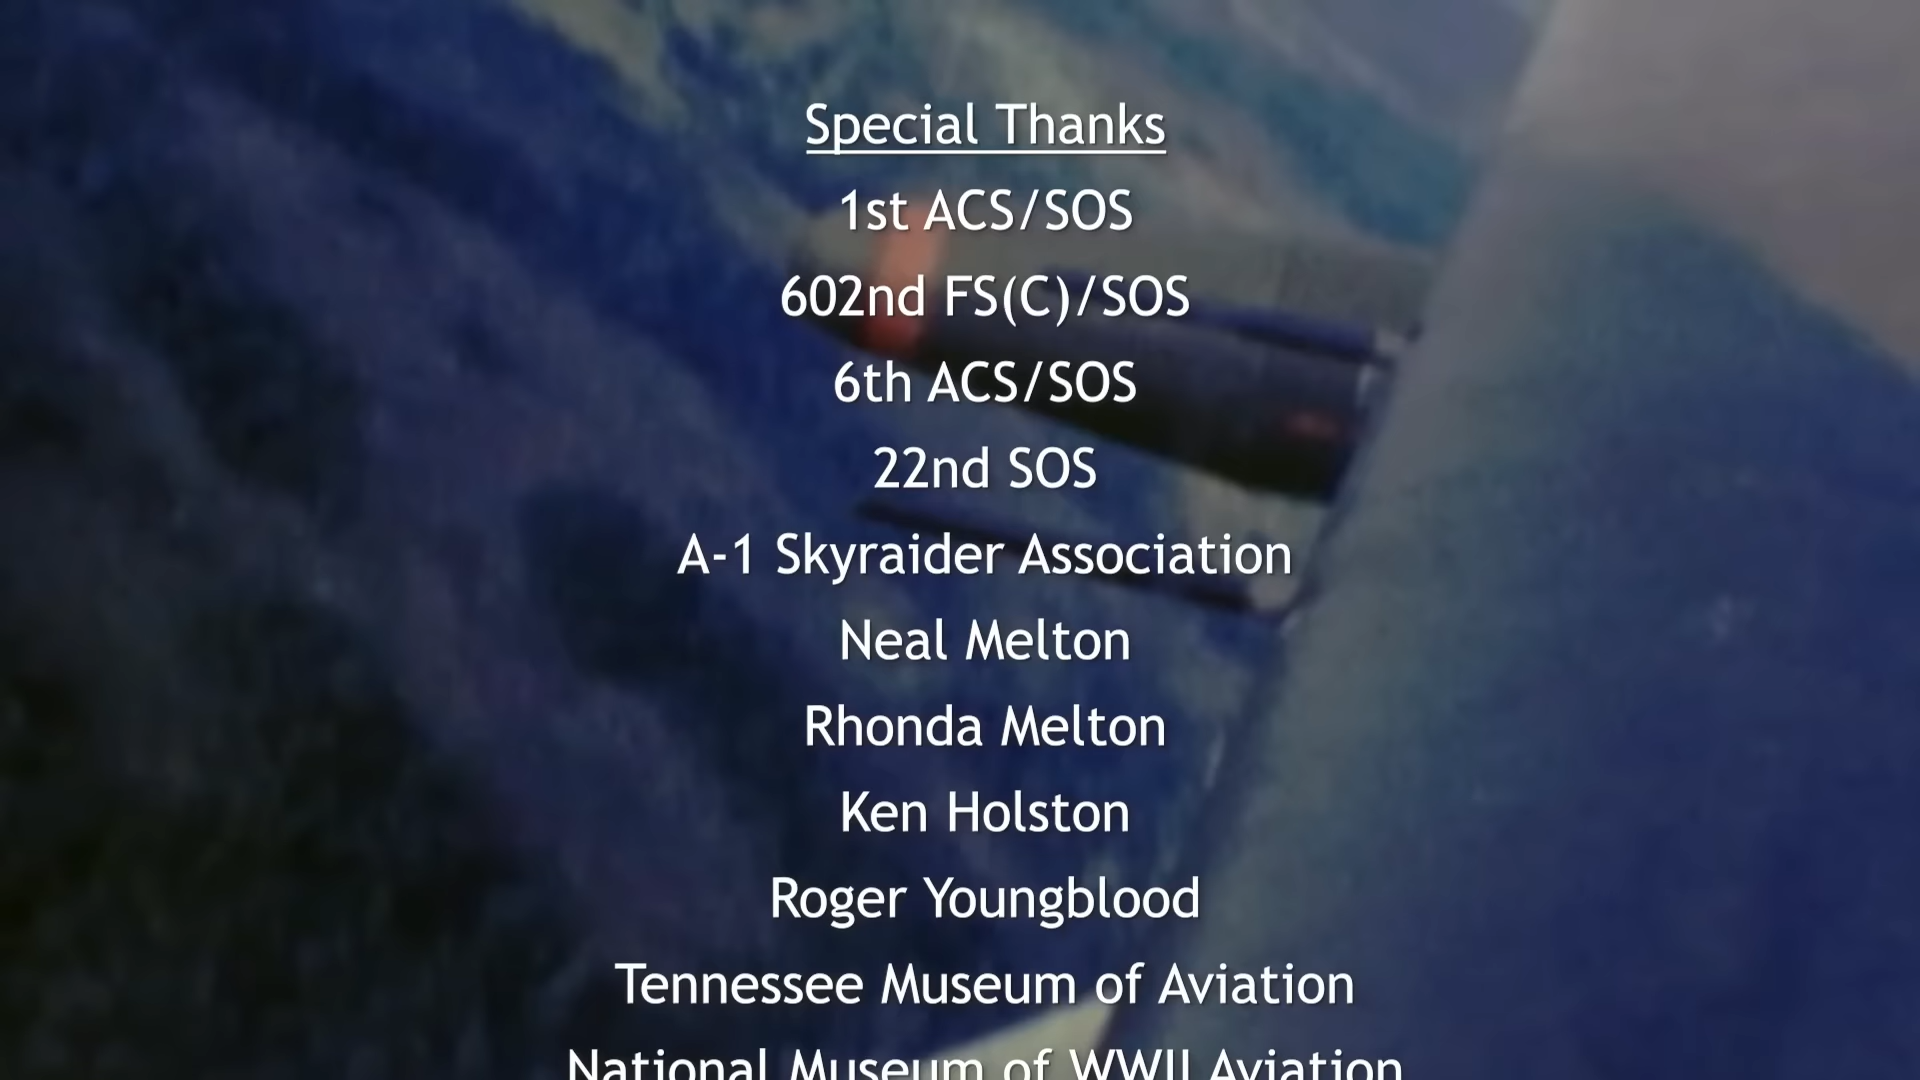 Special Thanks
1st ACS/SOS
602nd FS(C)/SOS
6th ACS/SOS
22nd SOS
A-1 Skyraider Association
Neal Melton
Rhonda Melton
Ken Holston
Roger Youngblood
Tennessee Museum of Aviation
National Museum of WWII Aviation